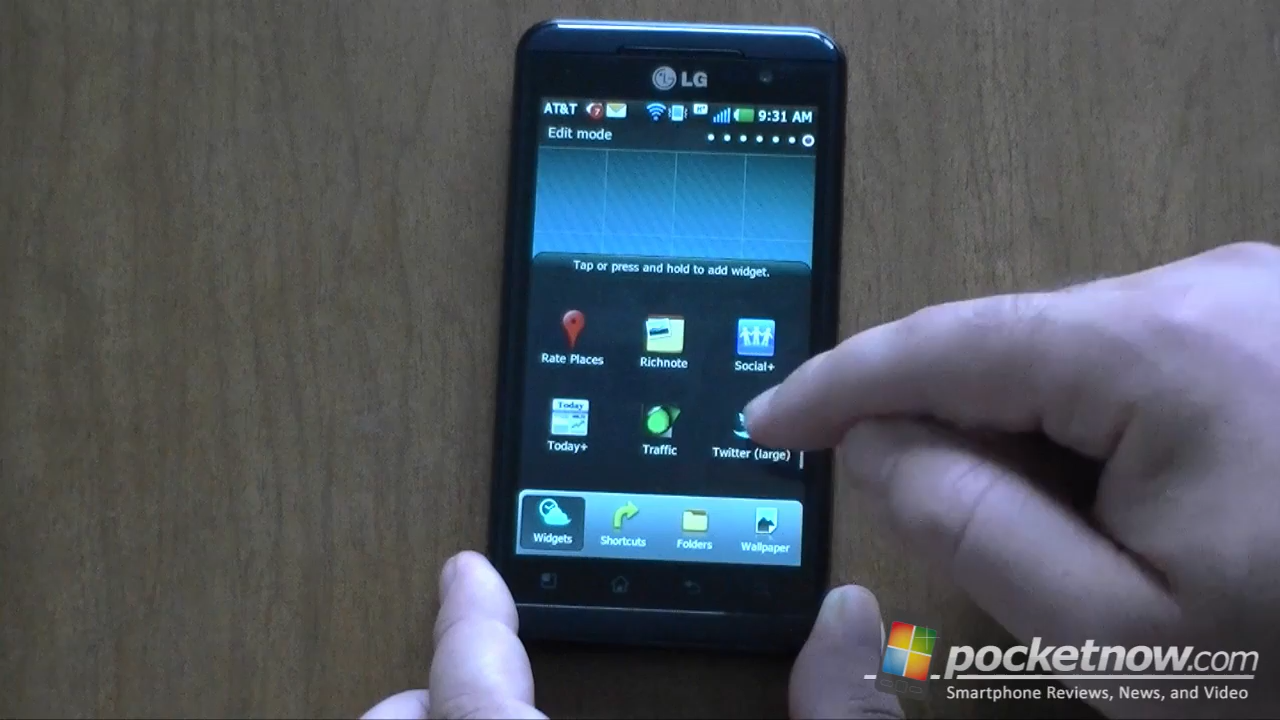 LG
AT&T 9:31 AM
Edit mode
Tap or press and hold to add widget.
Rate Places Richnote Social+
Today
Today+ Traffic Twitter (large)
Widgets Shortcuts Folders Wallpaper
pocketnow.com
Smartphone Reviews, News, and Video